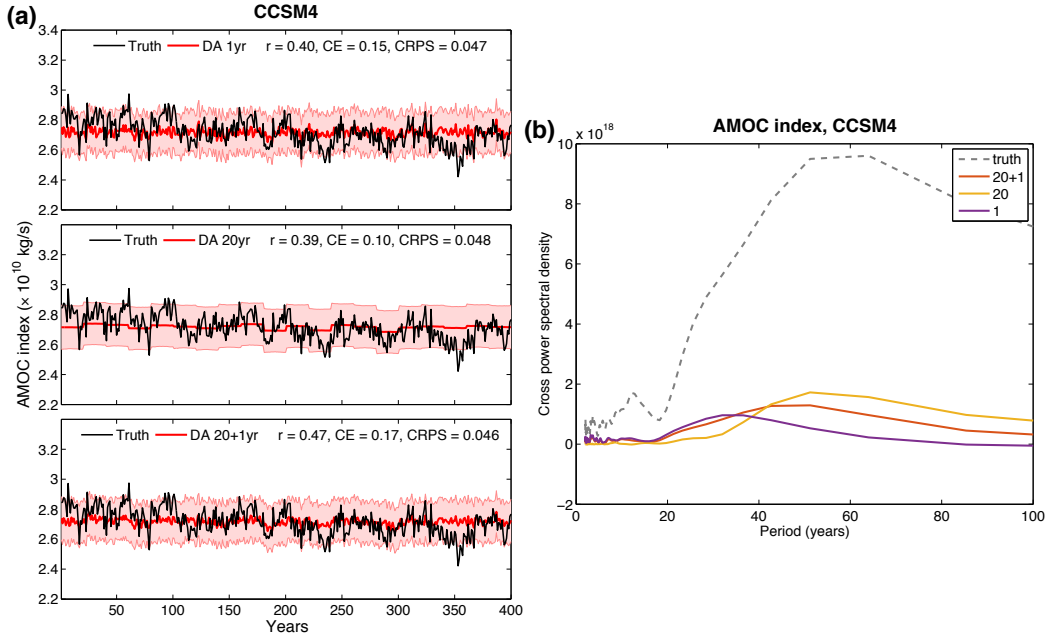 (a)
CCSM4
AMOC index (× 10^10 kg/s)
3.4
3.2
3
2.8
2.6
2.4
2.2
Truth DA 1yr r = 0.40, CE = 0.15, CRPS = 0.047
3.2
3
2.8
2.6
2.4
2.2
Truth DA 20yr r = 0.39, CE = 0.10, CRPS = 0.048
3.2
3
2.8
2.6
2.4
2.2
Truth DA 20+1yr r = 0.47, CE = 0.17, CRPS = 0.046
50 100 150 200 250 300 350 400
Years
(b)
AMOC index, CCSM4
× 10^18
Cross power spectral density
10
8
6
4
2
0
−2
truth
20+1
20
1
0 20 40 60 80 100
Period (years)